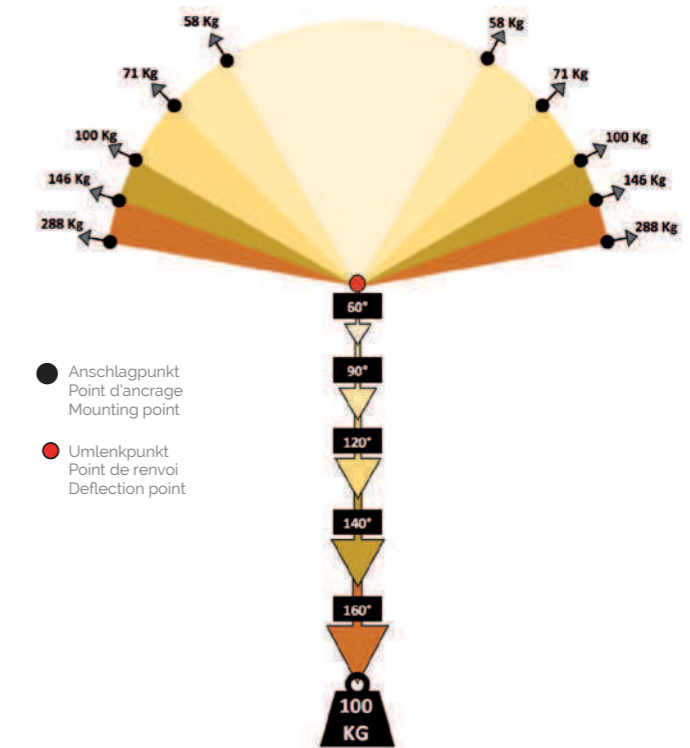 58 Kg
58 Kg
71 Kg
71 Kg
100 Kg
100 Kg
146 Kg
146 Kg
288 Kg
288 Kg
60°
90°
120°
140°
160°
100
KG
Anschlagpunkt
Point d'ancrage
Mounting point
Umlenkpunkt
Point de renvoi
Deflection point